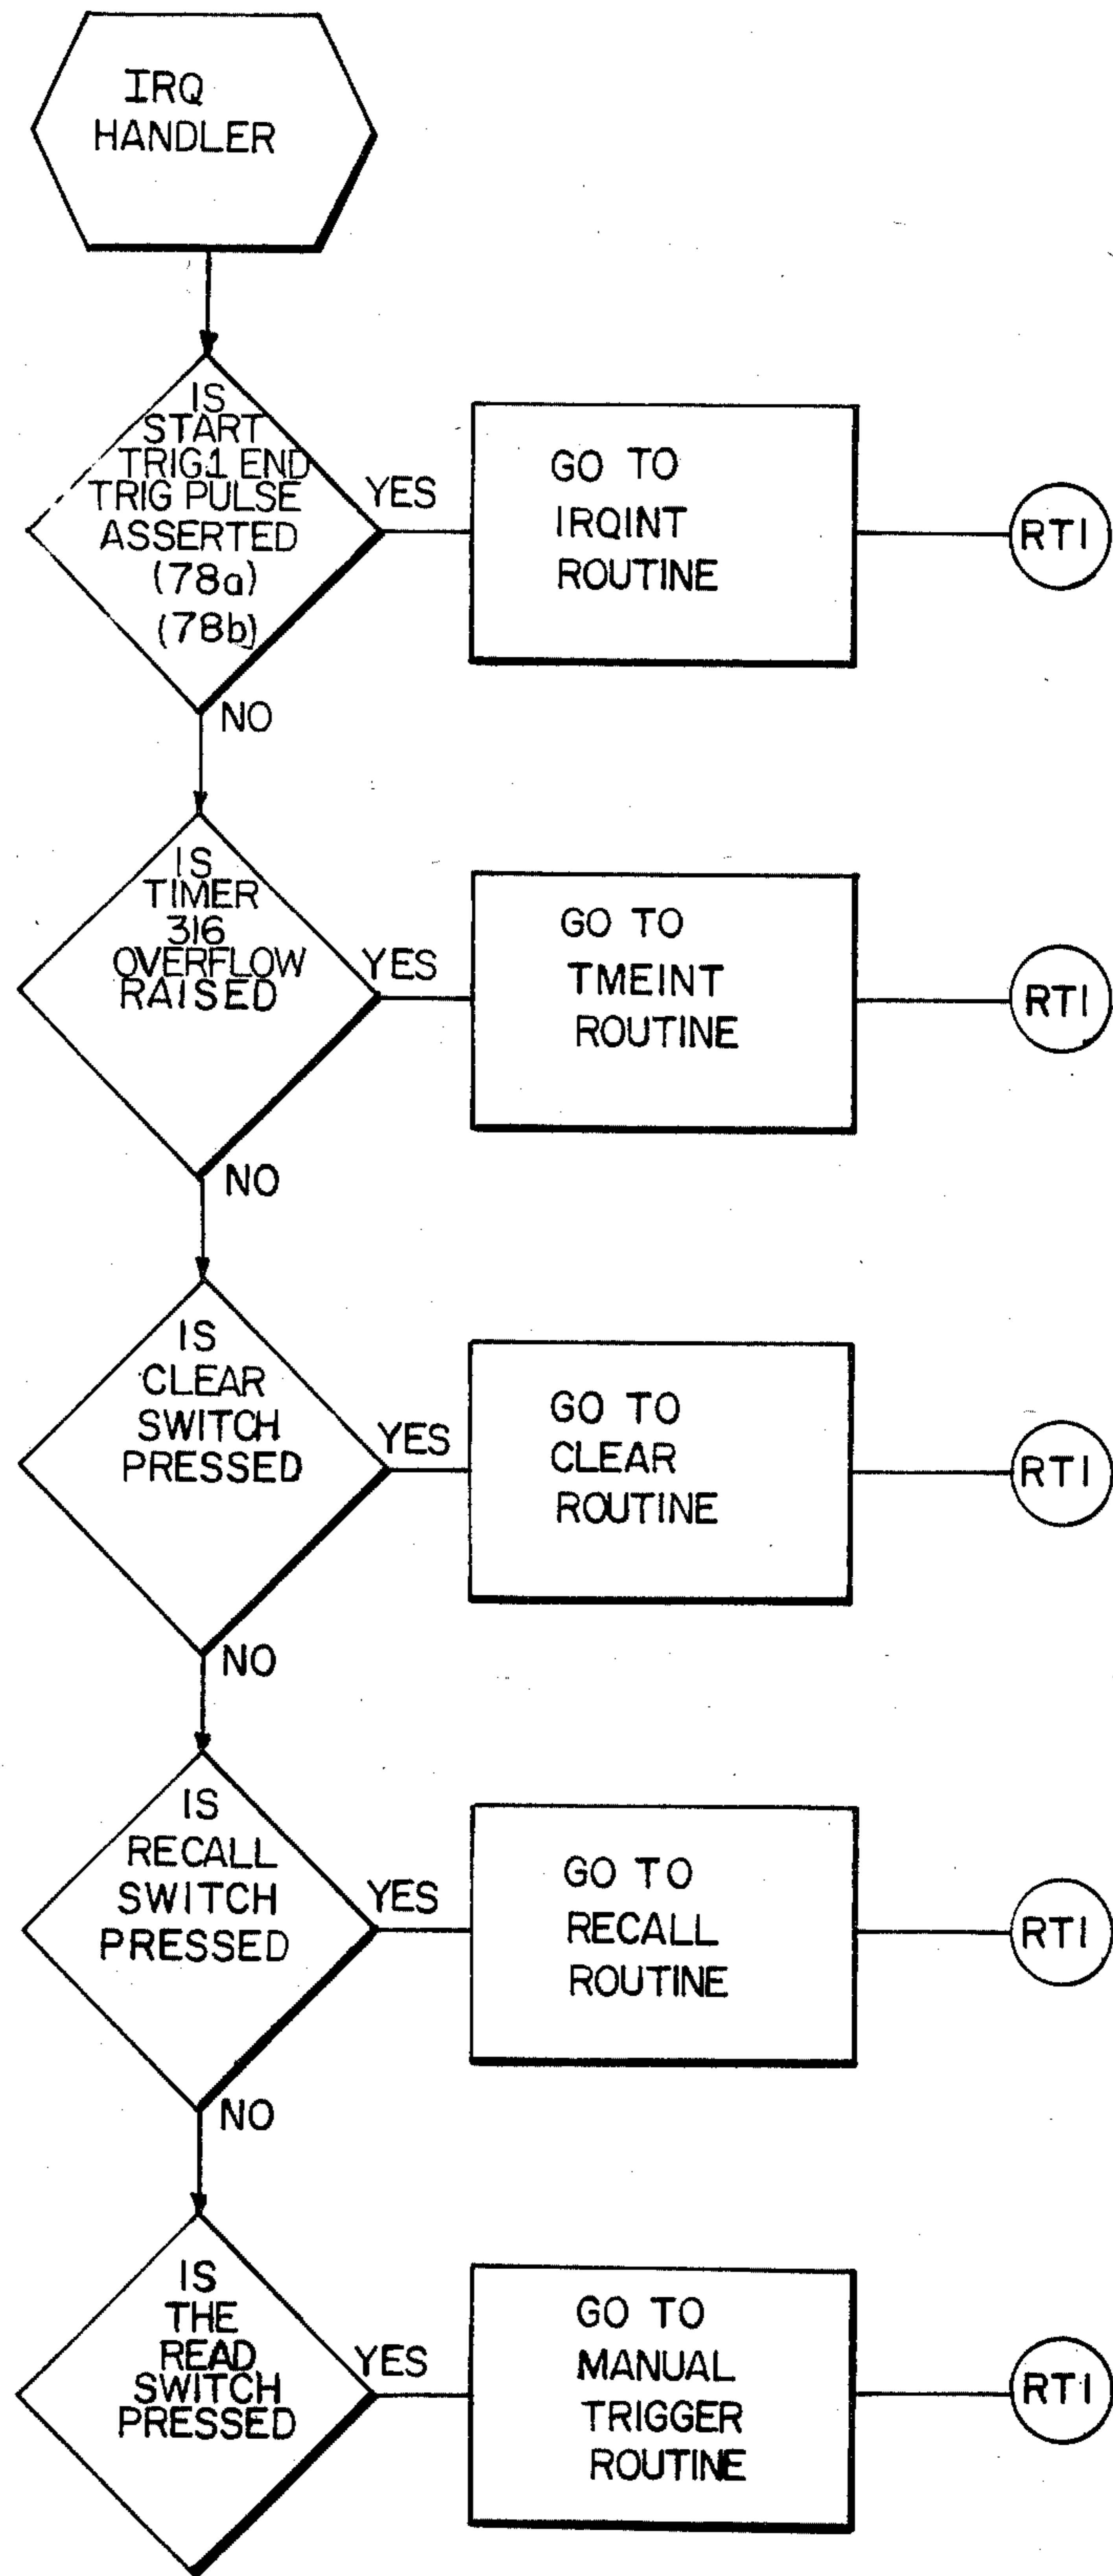 IRQ
HANDLER
IS
START
TRIG1 END
TRIG PULSE
ASSERTED
(78a)
(78b)
YES
GO TO
IRQINT
ROUTINE
RTI
NO
IS
TIMER
316
OVERFLOW
RAISED
YES
GO TO
TMEINT
ROUTINE
RTI
NO
IS
CLEAR
SWITCH
PRESSED
YES
GO TO
CLEAR
ROUTINE
RTI
NO
IS
RECALL
SWITCH
PRESSED
YES
GO TO
RECALL
ROUTINE
RTI
NO
IS
THE
READ
SWITCH
PRESSED
YES
GO TO
MANUAL
TRIGGER
ROUTINE
RTI